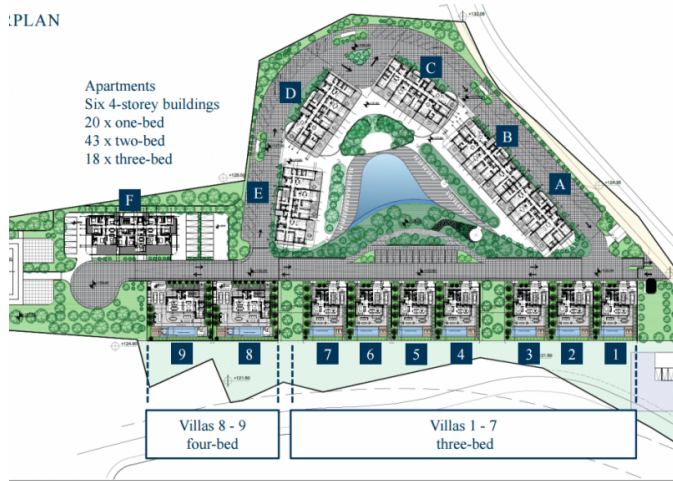 RPLAN
Apartments
Six 4-storey buildings
20 x one-bed
43 x two-bed
18 x three-bed
C
D
B
A
F
E
9
8
7
6
5
4
3
2
1
Villas 8 - 9
four-bed
Villas 1 - 7
three-bed